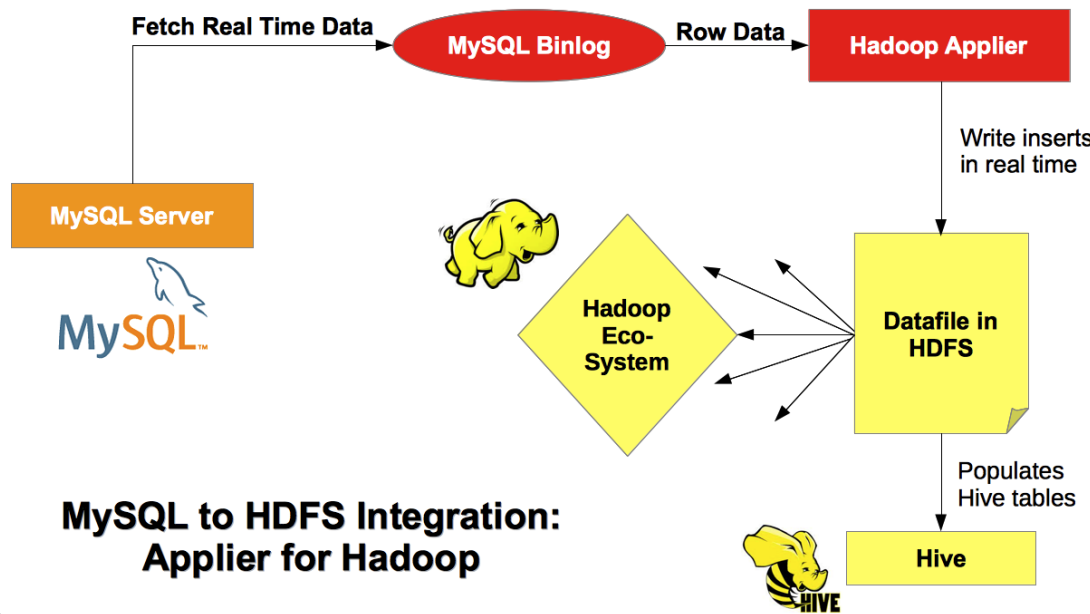 Fetch Real Time Data
MySQL Binlog
Row Data
Hadoop Applier
Write inserts
in real time
MySQL Server
MySQL™
Hadoop
Eco-
System
Datafile in
HDFS
Populates
Hive tables
MySQL to HDFS Integration:
Applier for Hadoop
HIVE
Hive